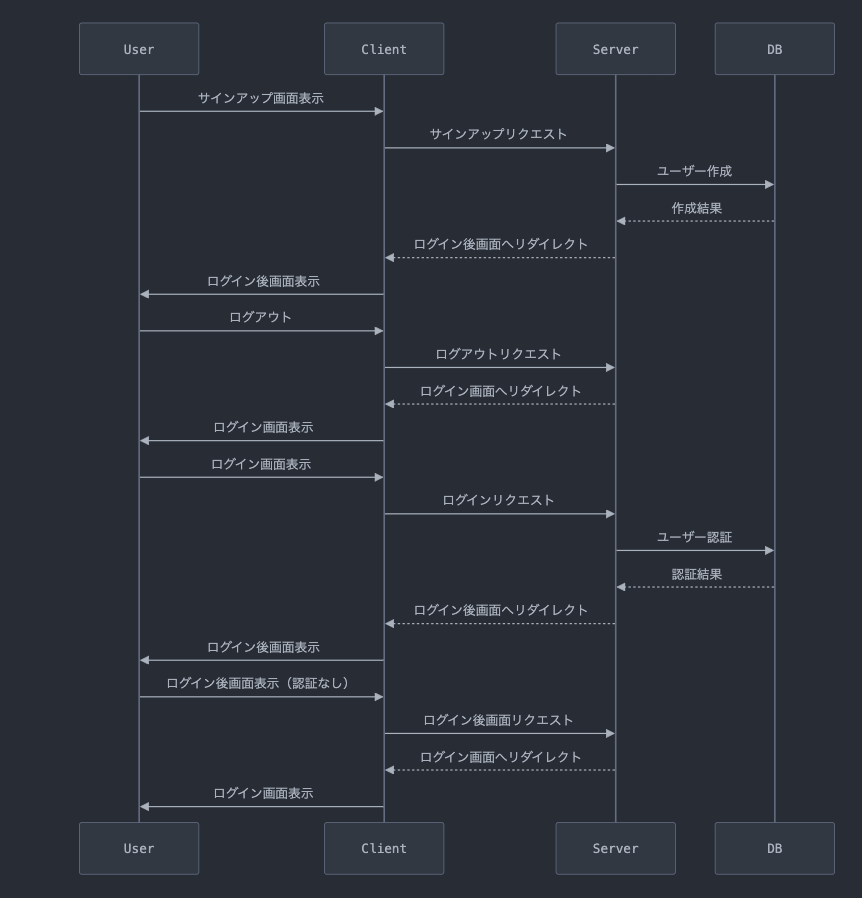 User
Client
Server
DB
サインアップ画面表示
サインアップリクエスト
ユーザー作成
作成結果
ログイン後画面へリダイレクト
ログイン後画面表示
ログアウト
ログアウトリクエスト
ログイン画面へリダイレクト
ログイン画面表示
ログイン画面表示
ログインリクエスト
ユーザー認証
認証結果
ログイン後画面へリダイレクト
ログイン後画面表示
ログイン後画面表示（認証なし）
ログイン後画面リクエスト
ログイン画面へリダイレクト
ログイン画面表示
User
Client
Server
DB